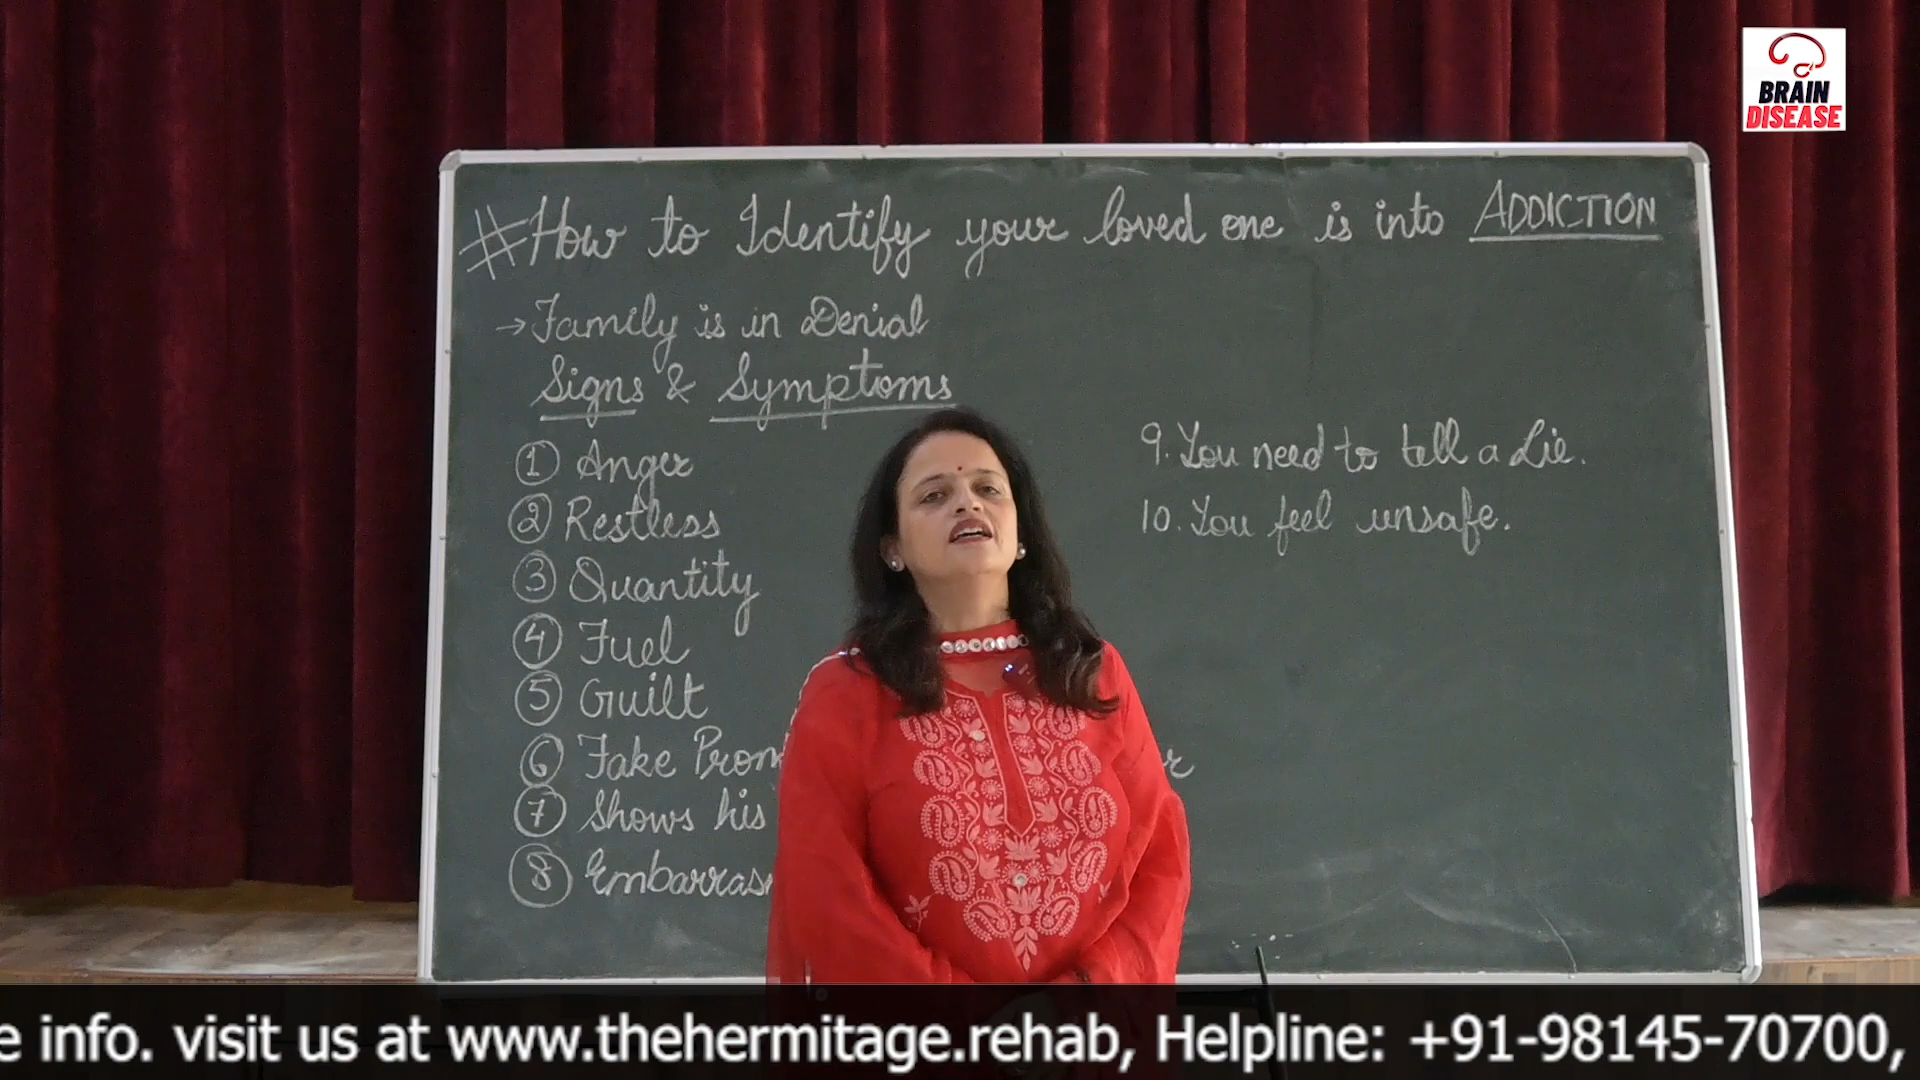 BRAIN
DISEASE
# How to Identify your loved one is into ADDICTION
→ Family is in Denial
Signs & Symptoms
① Anger
② Restless
③ Quantity
④ Fuel
⑤ Guilt
⑥ Fake
⑦ Shows his
⑧
9. You need to tell a Lie.
10. You feel unsafe.
info. visit us at www.thehermitage.rehab, Helpline: +91-98145-70700,